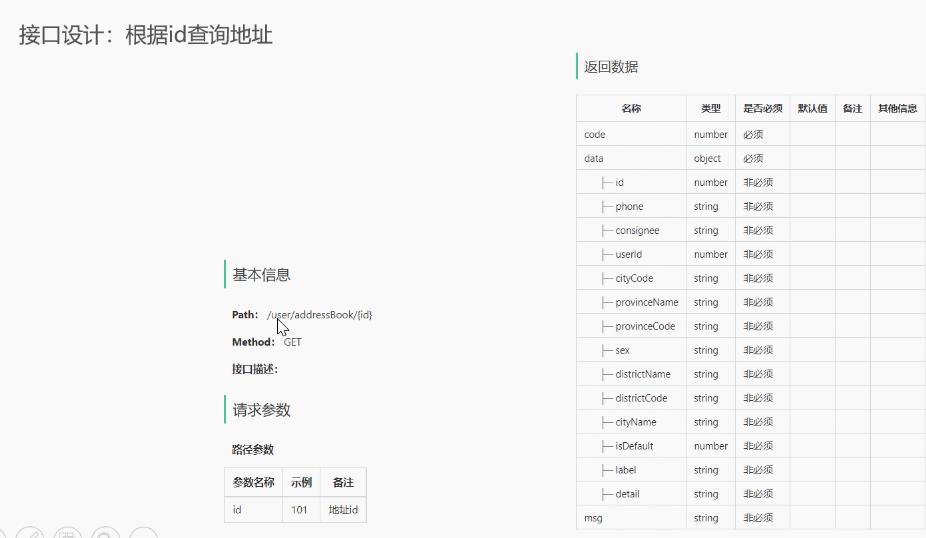 接口设计：根据id查询地址
基本信息
Path： /user/addressBook/{id}
Method： GET
接口描述：
请求参数
路径参数
参数名称 示例 备注
id 101 地址id
返回数据
名称 类型 是否必须 默认值 备注 其他信息
code number 必须
data object 必须
├─ id number 非必须
├─ phone string 非必须
├─ consignee string 非必须
├─ userId number 非必须
├─ cityCode string 非必须
├─ provinceName string 非必须
├─ provinceCode string 非必须
├─ sex string 非必须
├─ districtName string 非必须
├─ districtCode string 非必须
├─ cityName string 非必须
├─ isDefault number 非必须
├─ label string 非必须
├─ detail string 非必须
msg string 非必须